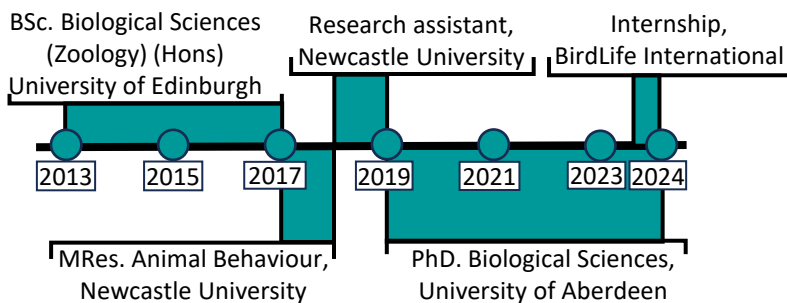 BSc. Biological Sciences
(Zoology) (Hons)
University of Edinburgh
Research assistant,
Newcastle University
Internship,
BirdLife International
2013
2015
2017
2019
2021
2023
2024
MRes. Animal Behaviour,
Newcastle University
PhD. Biological Sciences,
University of Aberdeen